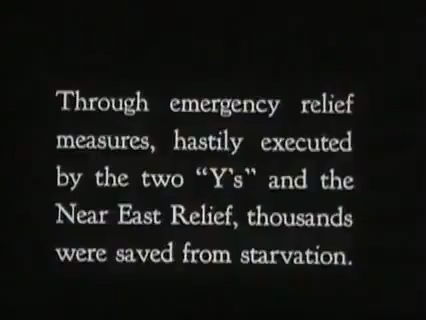 Through emergency relief
measures, hastily executed
by the two “Y's” and the
Near East Relief, thousands
were saved from starvation.